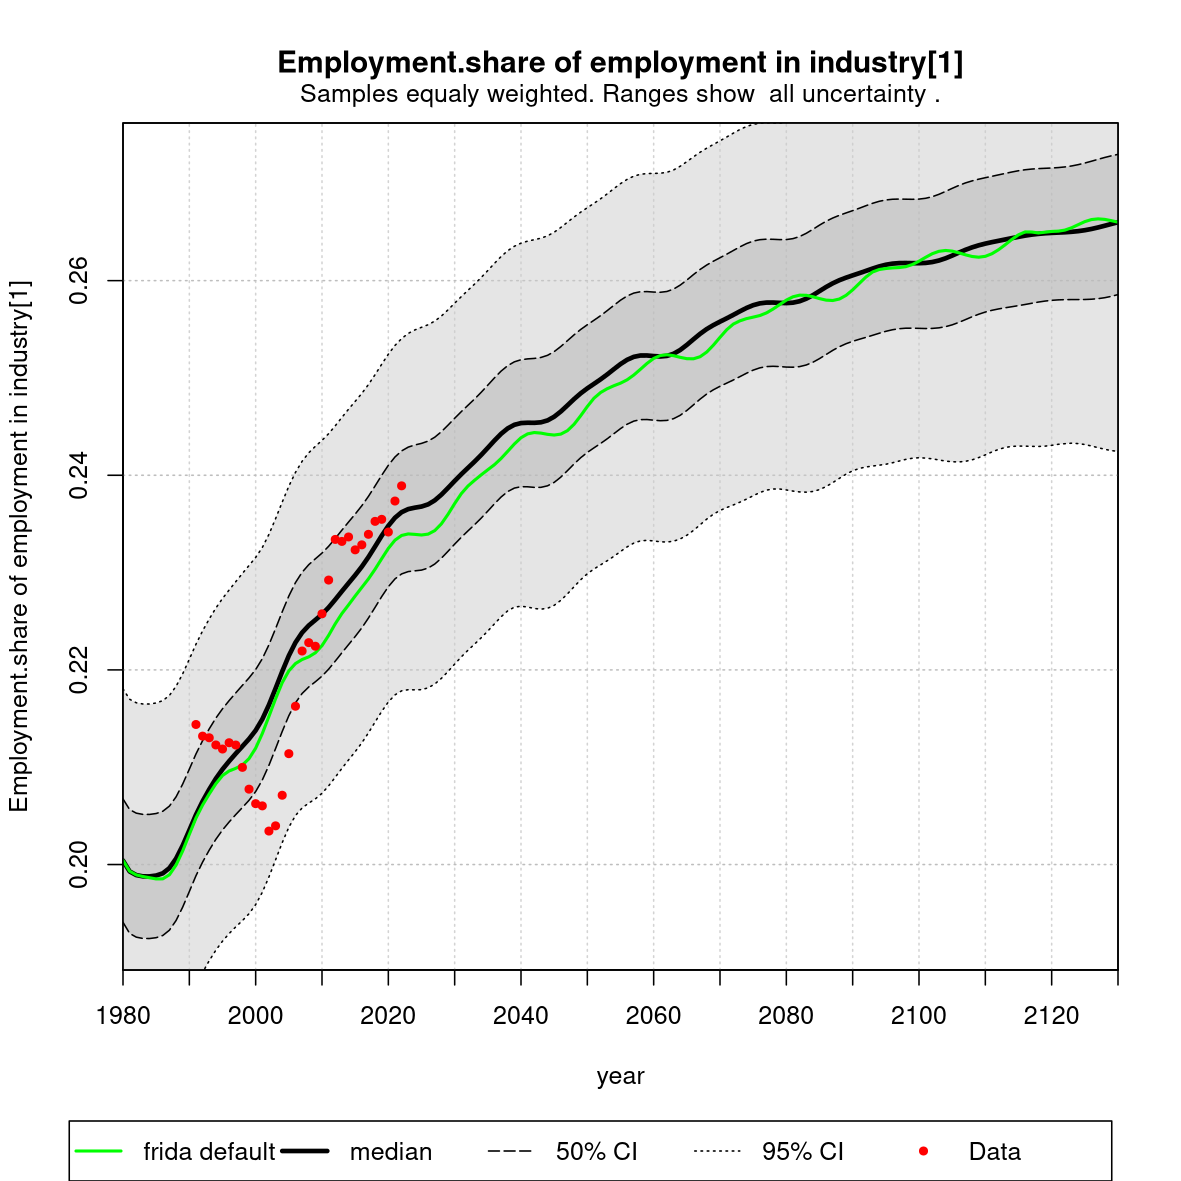 Employment.share of employment in industry[1]
Samples equaly weighted. Ranges show  all uncertainty .
Employment.share of employment in industry[1]
0.26
0.24
0.22
0.20
1980 2000 2020 2040 2060 2080 2100 2120
year
frida default median 50% CI 95% CI Data